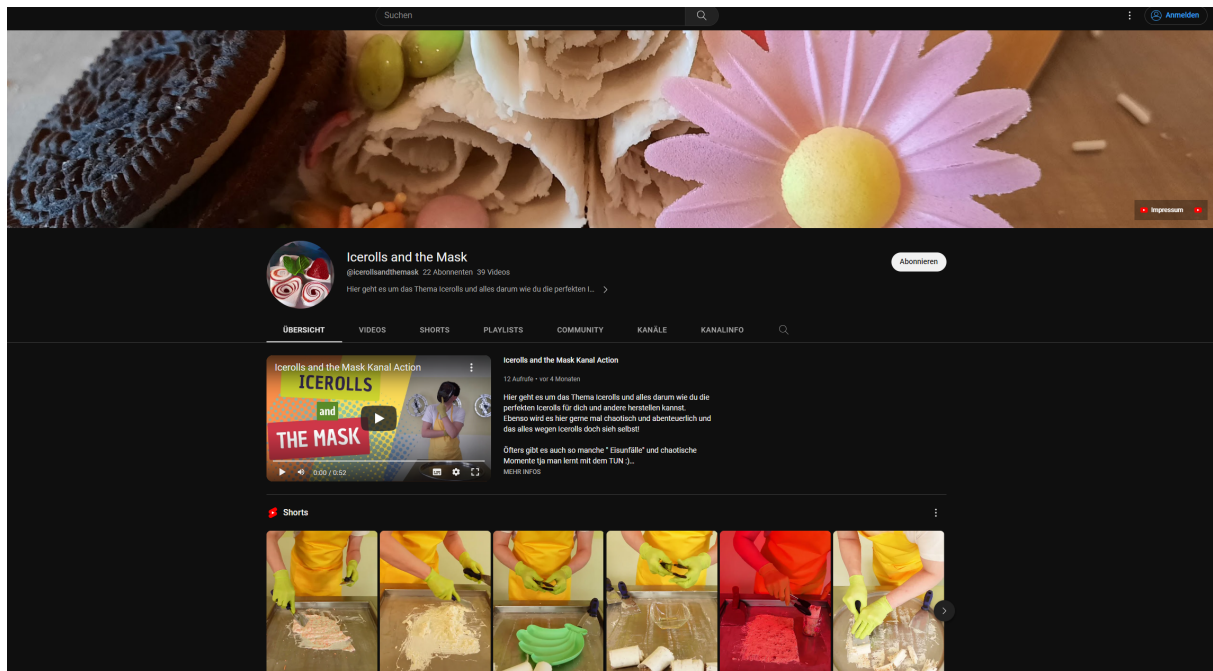 Suchen
Anmelden
Impressum
Icerolls and the Mask
@icerollsandthemask 22 Abonnenten 39 Videos
Hier geht es um das Thema Icerolls und alles darum wie du die perfekten I...
Abonnieren
ÜBERSICHT VIDEOS SHORTS PLAYLISTS COMMUNITY KANÄLE KANALINFO
Icerolls and the Mask Kanal Action
ICEROLLS
and
THE MASK
0:00 / 0:52
Icerolls and the Mask Kanal Action
12 Aufrufe • vor 4 Monaten
Hier geht es um das Thema Icerolls und alles darum wie du die
perfekten Icerolls für dich und andere herstellen kannst.
Ebenso wird es hier gerne mal chaotisch und abenteuerlich und
das alles wegen Icerolls doch sieh selbst!
Öfters gibt es auch so manche " Eisunfälle" und chaotische
Momente tja man lernt mit dem TUN :)...
MEHR INFOS
Shorts